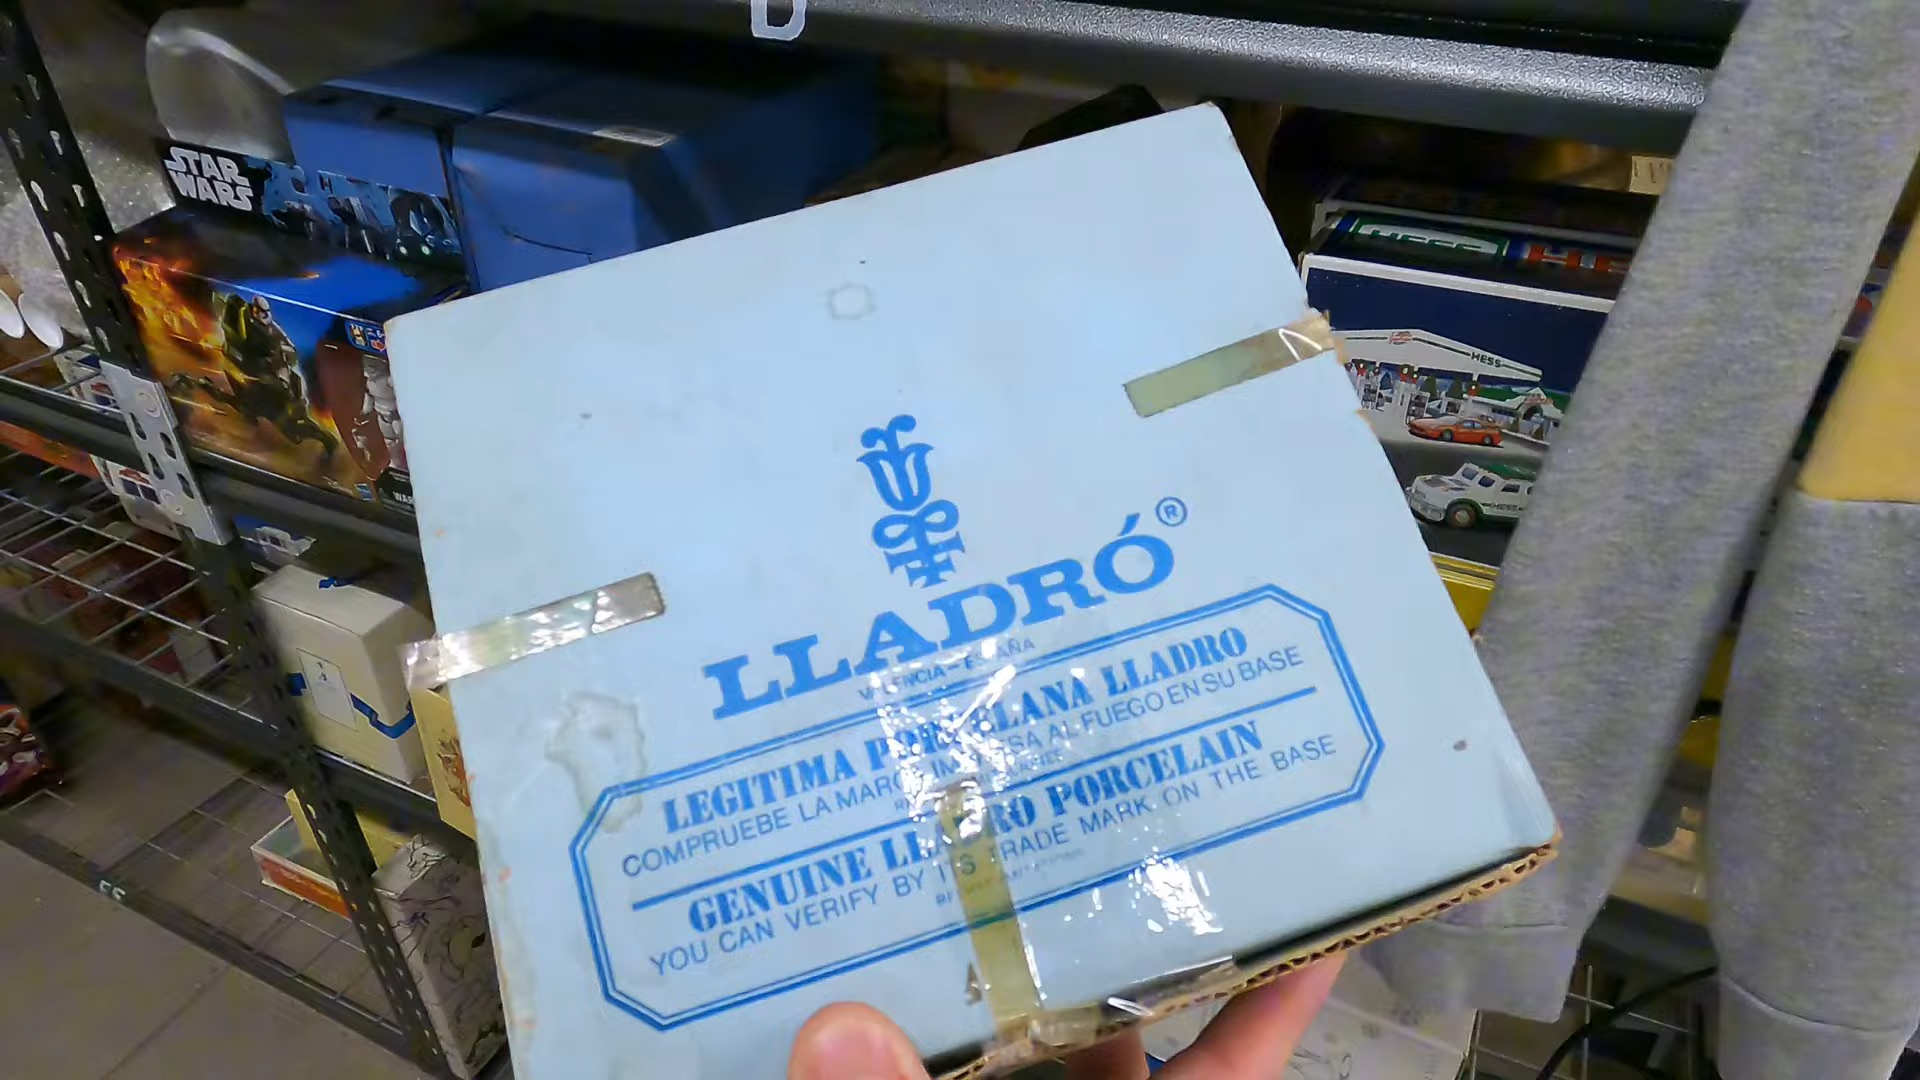 D
STAR
WARS
HESS
HESS
LLADRÓ®
VALENCIA - ESPAÑA
LEGITIMA PORCELANA LLADRO
COMPRUEBE LA MARCA IMPRESA AL FUEGO EN SU BASE
GENUINE LLADRO PORCELAIN
YOU CAN VERIFY BY ITS TRADE MARK ON THE BASE